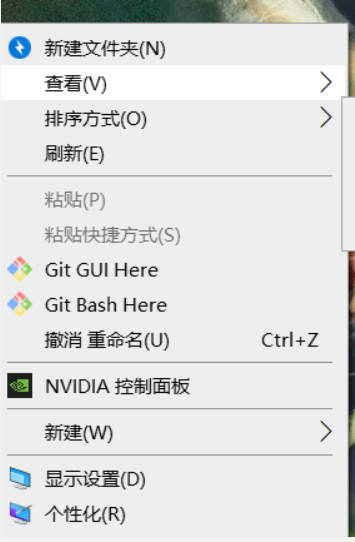 新建文件夹(N)
查看(V)
排序方式(O)
刷新(E)
粘贴(P)
粘贴快捷方式(S)
Git GUI Here
Git Bash Here
撤消 重命名(U) Ctrl+Z
NVIDIA 控制面板
新建(W)
显示设置(D)
个性化(R)